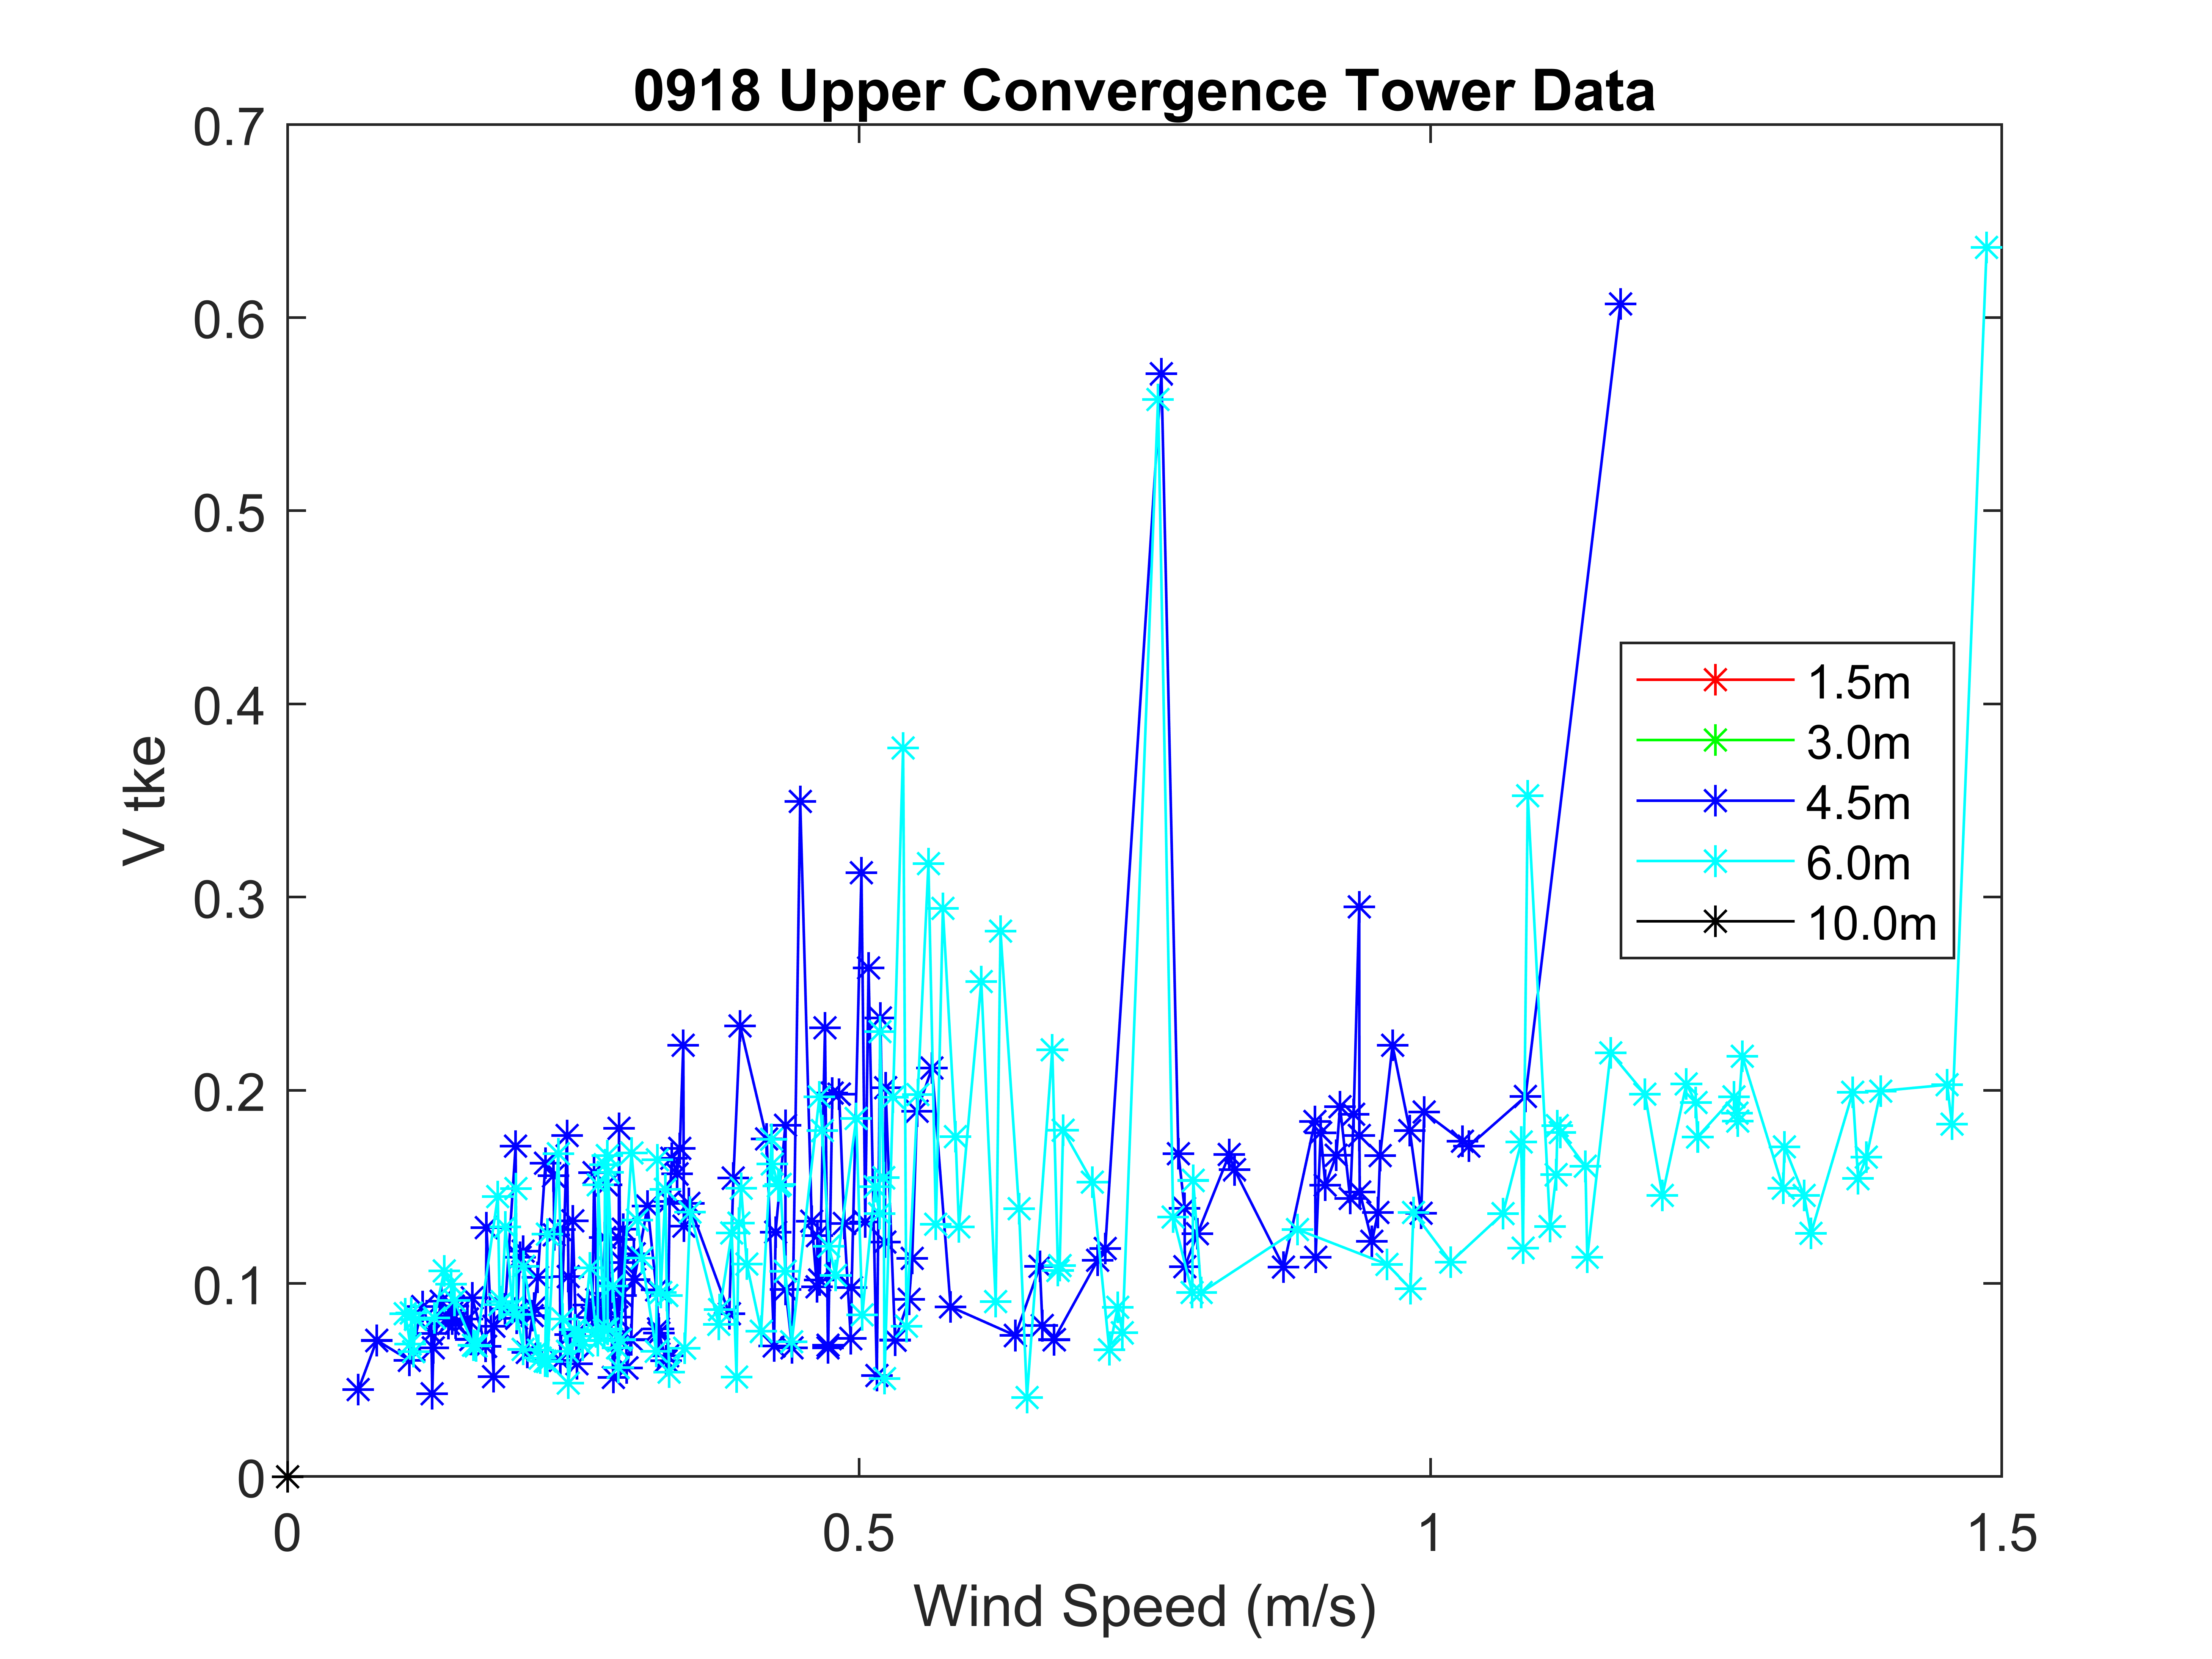 0918 Upper Convergence Tower Data
0.7
0.6
0.5
0.4
0.3
0.2
0.1
0
V tke
1.5m
3.0m
4.5m
6.0m
10.0m
0 0.5 1 1.5
Wind Speed (m/s)